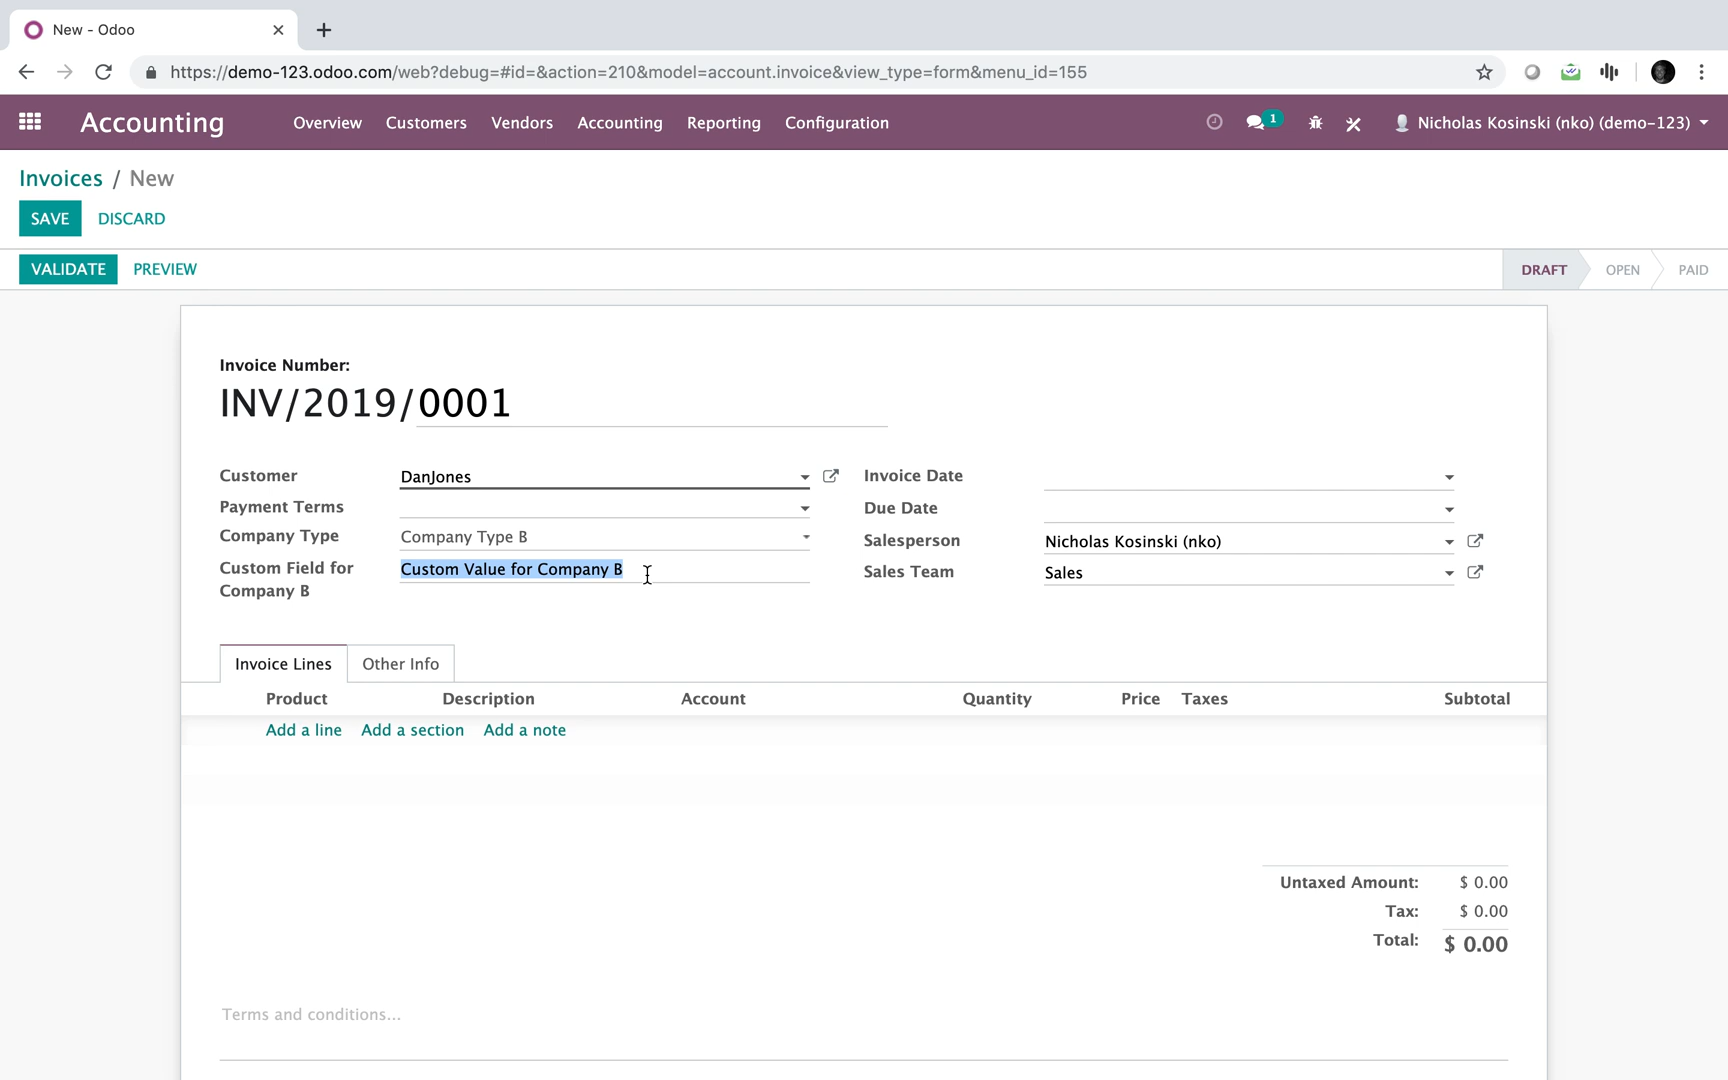 New - Odoo
https://demo-123.odoo.com/web?debug=#id=&action=210&model=account.invoice&view_type=form&menu_id=155
Accounting Overview Customers Vendors Accounting Reporting Configuration 1 Nicholas Kosinski (nko) (demo-123)
Invoices / New
SAVE DISCARD
VALIDATE PREVIEW DRAFT OPEN PAID
Invoice Number:
INV/2019/0001
Customer DanJones Invoice Date
Payment Terms Due Date
Company Type Company Type B Salesperson Nicholas Kosinski (nko)
Custom Field for Custom Value for Company B Sales Team Sales
Company B
Invoice Lines Other Info
Product Description Account Quantity Price Taxes Subtotal
Add a line Add a section Add a note
Untaxed Amount: $ 0.00
Tax: $ 0.00
Total: $ 0.00
Terms and conditions...